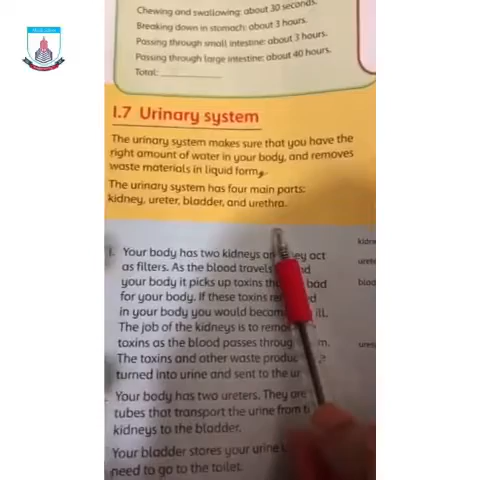 Chewing and swallowing: about 30 seconds.
Breaking down in stomach: about 3 hours.
Passing through small intestine: about 3 hours.
Passing through large intestine: about 40 hours.
Total:
1.7 Urinary system
The urinary system makes sure that you have the
right amount of water in your body, and removes
waste materials in liquid form.
The urinary system has four main parts:
kidney, ureter, bladder, and urethra.
Your body has two kidneys act
as filters. As the blood travels
your body it picks up toxins bad
for your body. If these toxins
in your body you would ill.
The job of the kidneys is to
toxins as the blood passes
The toxins and other waste
turned into urine and sent to the
Your body has two ureters. They are
tubes that transport the urine from
kidneys to the bladder.
Your bladder stores your urine
need to go to the toilet.